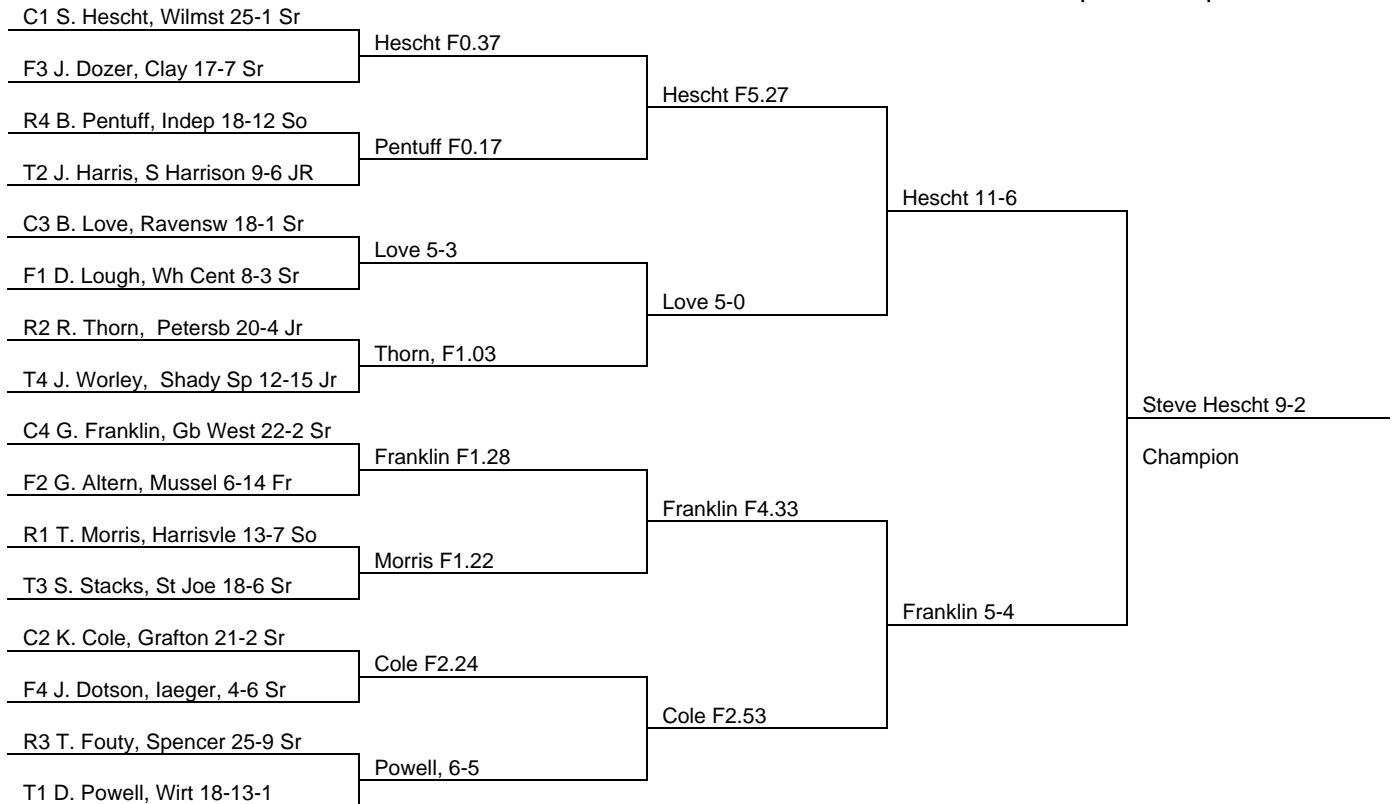 C1 S. Hescht, Wilmst 25-1 Sr
Hescht F0.37
F3 J. Dozer, Clay 17-7 Sr
Hescht F5.27
R4 B. Pentuff, Indep 18-12 So
Pentuff F0.17
T2 J. Harris, S Harrison 9-6 JR
Hescht 11-6
C3 B. Love, Ravensw 18-1 Sr
Love 5-3
F1 D. Lough, Wh Cent 8-3 Sr
Love 5-0
R2 R. Thorn, Petersb 20-4 Jr
Thorn, F1.03
T4 J. Worley, Shady Sp 12-15 Jr
Steve Hescht 9-2
C4 G. Franklin, Gb West 22-2 Sr
Franklin F1.28
Champion
F2 G. Altern, Mussel 6-14 Fr
Franklin F4.33
R1 T. Morris, Harrisvle 13-7 So
Morris F1.22
T3 S. Stacks, St Joe 18-6 Sr
Franklin 5-4
C2 K. Cole, Grafton 21-2 Sr
Cole F2.24
F4 J. Dotson, Iaeger, 4-6 Sr
Cole F2.53
R3 T. Fouty, Spencer 25-9 Sr
Powell, 6-5
T1 D. Powell, Wirt 18-13-1